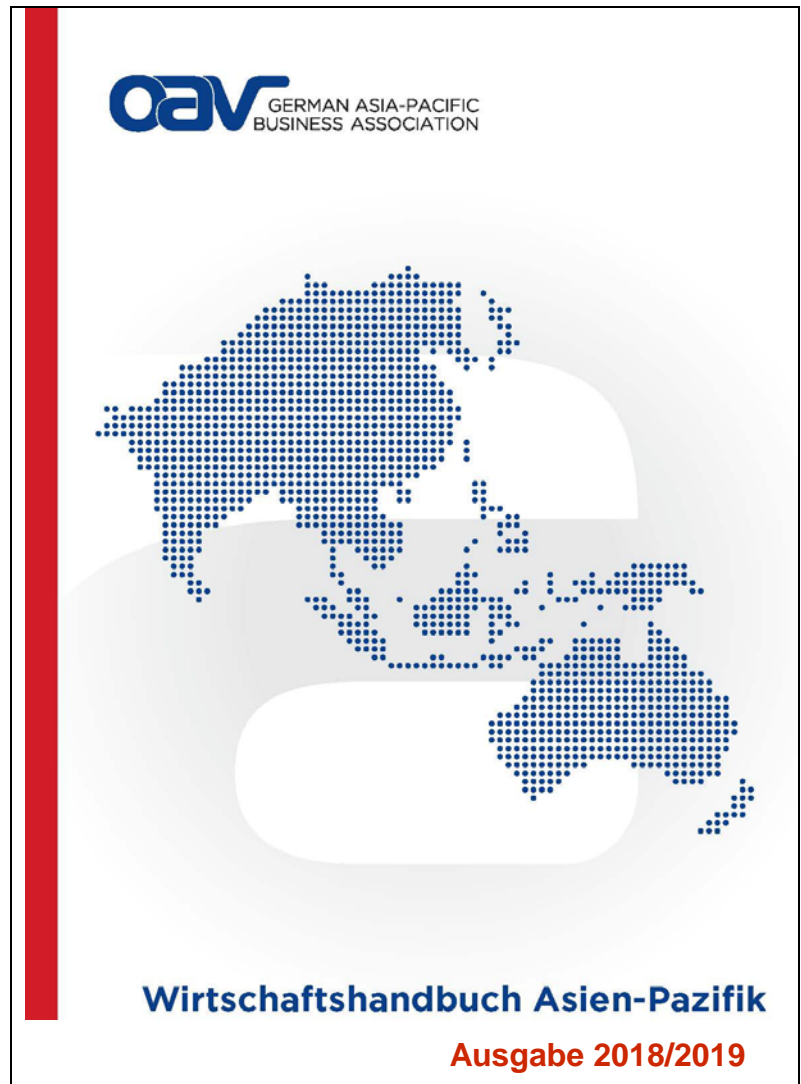 oav GERMAN ASIA-PACIFIC
BUSINESS ASSOCIATION
Wirtschaftshandbuch Asien-Pazifik
Ausgabe 2018/2019